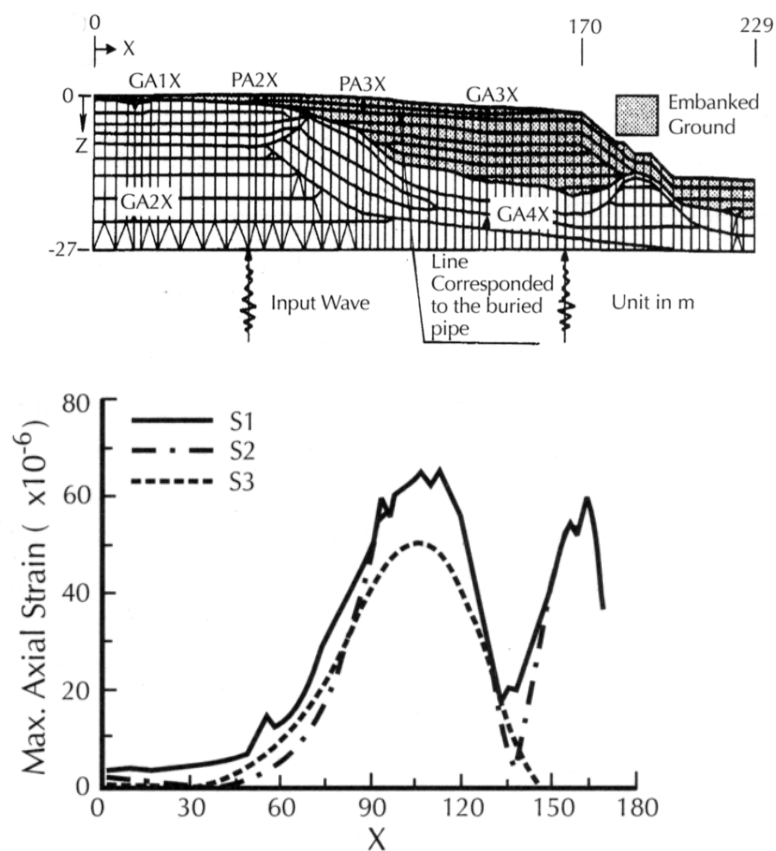 0
170
229
X
GA1X
PA2X
PA3X
GA3X
0
Z
Embanked
Ground
GA2X
GA4X
-27
Line
Corresponded
to the buried
pipe
Input Wave
Unit in m
80
60
40
20
0
Max. Axial Strain ( x10-6)
S1
S2
S3
0 30 60 90 120 150 180
X